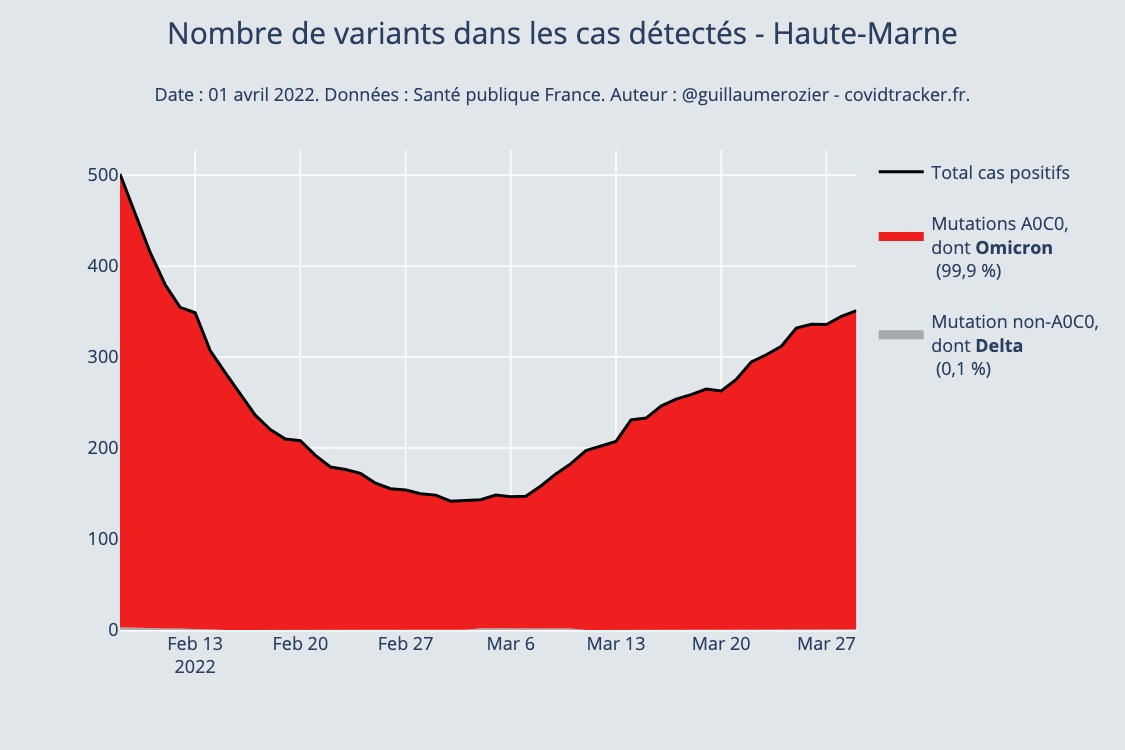 Nombre de variants dans les cas détectés - Haute-Marne
Date : 01 avril 2022. Données : Santé publique France. Auteur : @guillaumerozier - covidtracker.fr.
500
400
300
200
100
0
Feb 13
2022
Feb 20
Feb 27
Mar 6
Mar 13
Mar 20
Mar 27
Total cas positifs
Mutations A0C0,
dont Omicron
(99,9 %)
Mutation non-A0C0,
dont Delta
(0,1 %)